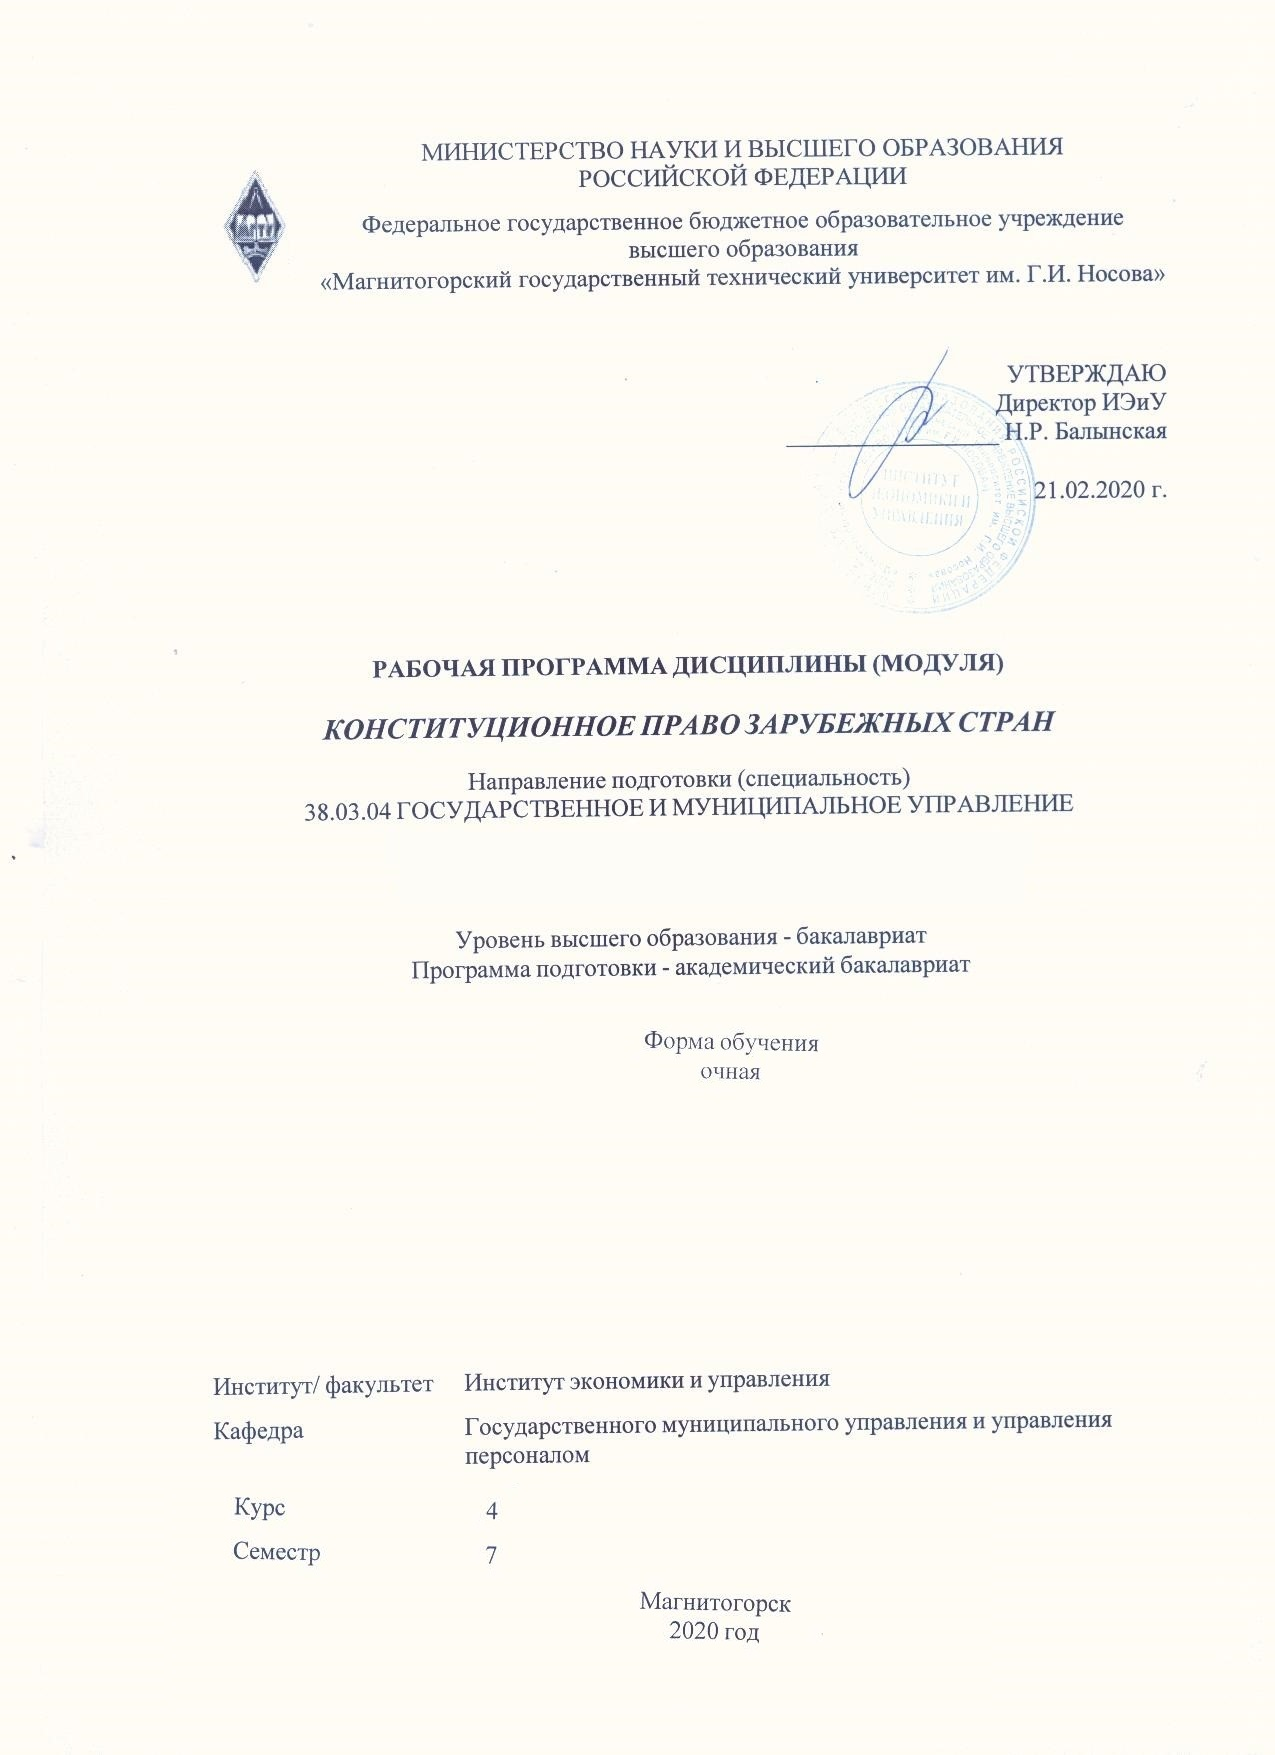 МИНИСТЕРСТВО НАУКИ И ВЫСШЕГО ОБРАЗОВАНИЯ
РОССИЙСКОЙ ФЕДЕРАЦИИ
Федеральное государственное бюджетное образовательное учреждение
высшего образования
«Магнитогорский государственный технический университет им. Г.И. Носова»
УТВЕРЖДАЮ
Директор ИЭиУ
Н.Р. Балынская
21.02.2020 г.
ИНСТИТУТ
ЭКОНОМИКИ И
УПРАВЛЕНИЯ
РАБОЧАЯ ПРОГРАММА ДИСЦИПЛИНЫ (МОДУЛЯ)
КОНСТИТУЦИОННОЕ ПРАВО ЗАРУБЕЖНЫХ СТРАН
Направление подготовки (специальность)
38.03.04 ГОСУДАРСТВЕННОЕ И МУНИЦИПАЛЬНОЕ УПРАВЛЕНИЕ
Уровень высшего образования - бакалавриат
Программа подготовки - академический бакалавриат
Форма обучения
очная
Институт/ факультет Институт экономики и управления
Кафедра Государственного муниципального управления и управления
персоналом
Курс 4
Семестр 7
Магнитогорск
2020 год